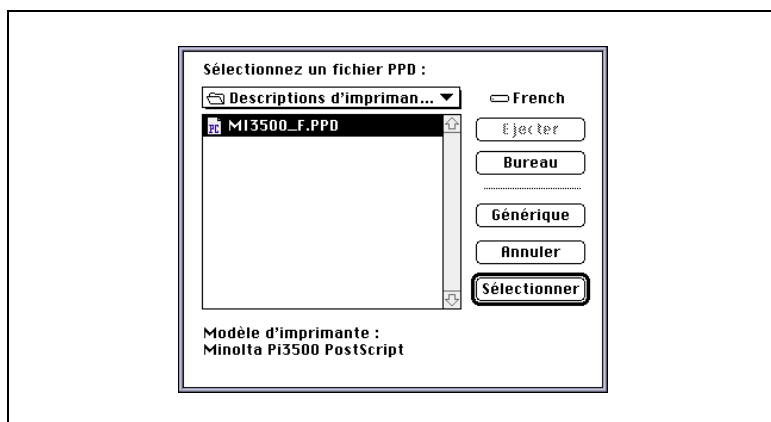 Sélectionnez un fichier PPD :
Descriptions d'impriman...
French
MI3500_F.PPD
Ejecter
Bureau
Générique
Annuler
Sélectionner
Modèle d'imprimante :
Minolta Pi3500 PostScript